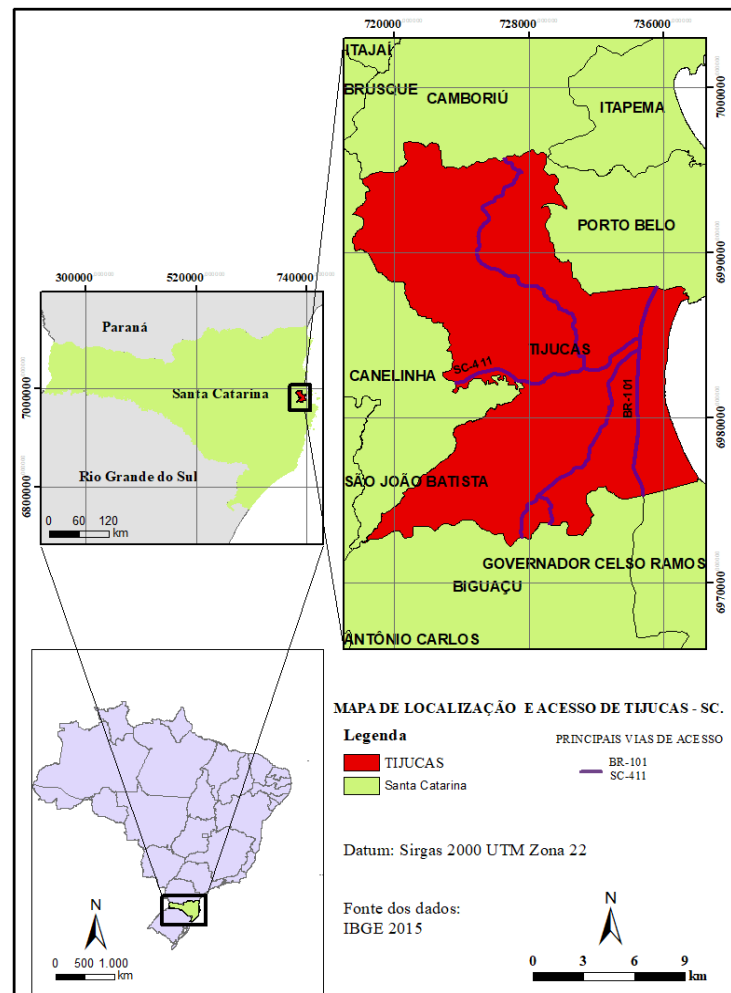 720000 728000 736000
ITAJAÍ
BRUSQUE
CAMBORIÚ
ITAPEMA
7000000
PORTO BELO
6990000
TIJUCAS
SC-411
CANELINHA
BR-101
6980000
SÃO JOÃO BATISTA
GOVERNADOR CELSO RAMOS
BIGUAÇU
6970000
ANTÔNIO CARLOS
300000 520000 740000
Paraná
Santa Catarina
7000000
Rio Grande do Sul
6800000
0 60 120
km
N
0 500 1.000
km
MAPA DE LOCALIZAÇÃO E ACESSO DE TIJUCAS - SC.
Legenda
TIJUCAS
Santa Catarina
PRINCIPAIS VIAS DE ACESSO
BR-101
SC-411
Datum: Sirgas 2000 UTM Zona 22
Fonte dos dados:
IBGE 2015
N
0 3 6 9
km